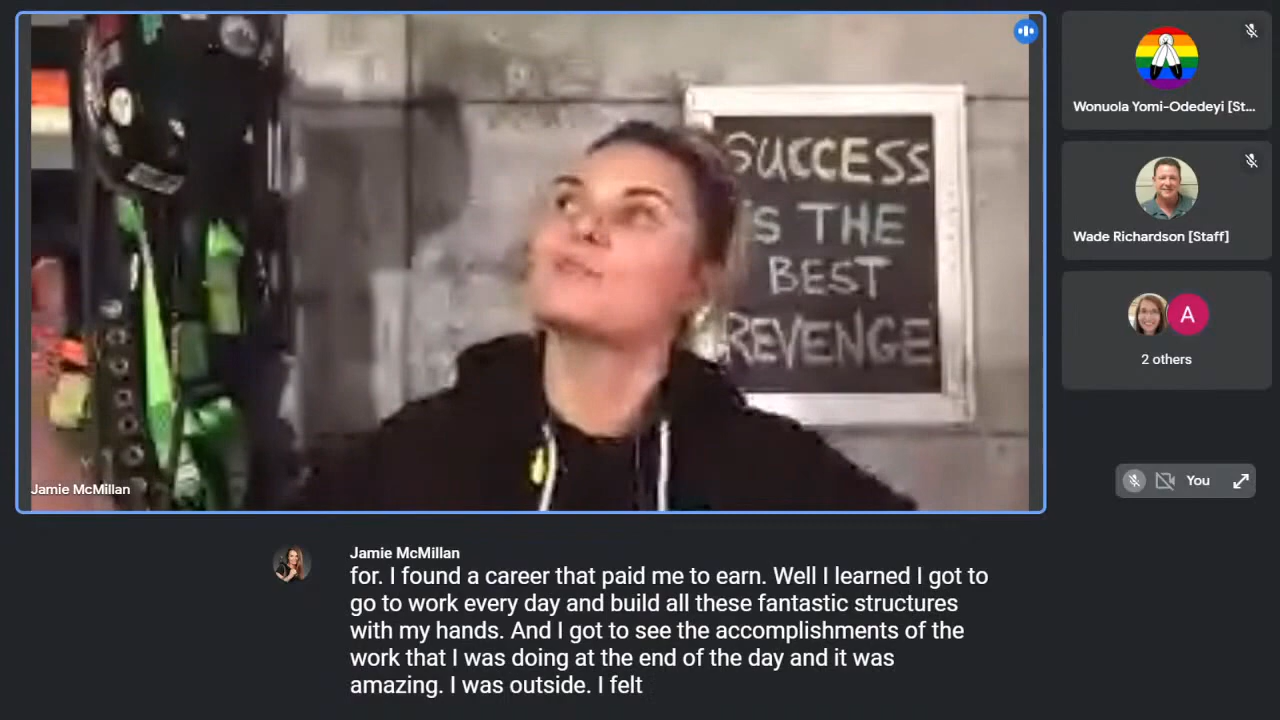 SUCCESS
IS THE
BEST
REVENGE
Jamie McMillan
Wonuola Yomi-Odedeyi [St...
Wade Richardson [Staff]
A
2 others
You
Jamie McMillan
for. I found a career that paid me to earn. Well I learned I got to
go to work every day and build all these fantastic structures
with my hands. And I got to see the accomplishments of the
work that I was doing at the end of the day and it was
amazing. I was outside. I felt